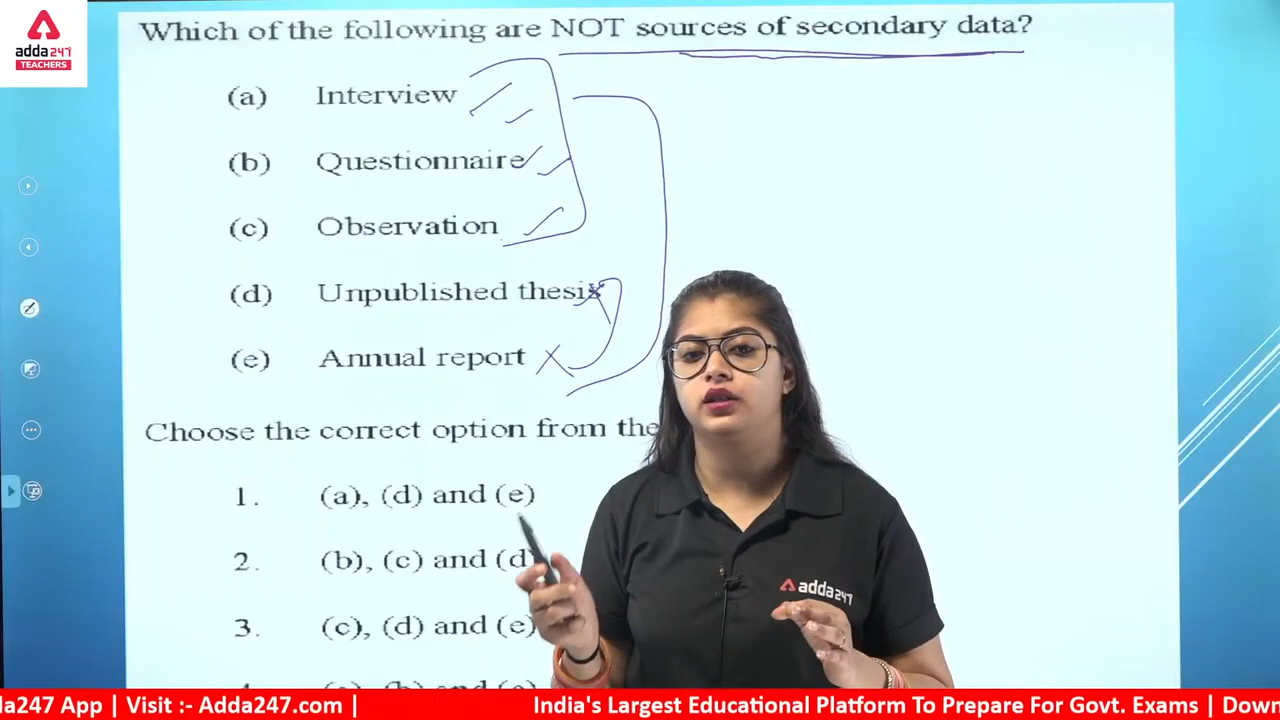 adda247
TEACHERS
Which of the following are NOT sources of secondary data?
(a) Interview
(b) Questionnaire
(c) Observation
(d) Unpublished thesis
(e) Annual report
Choose the correct option from the
1. (a), (d) and (e)
2. (b), (c) and (d)
3. (c), (d) and (e)
adda247
da247 App | Visit :- Adda247.com | India's Largest Educational Platform To Prepare For Govt. Exams | Down